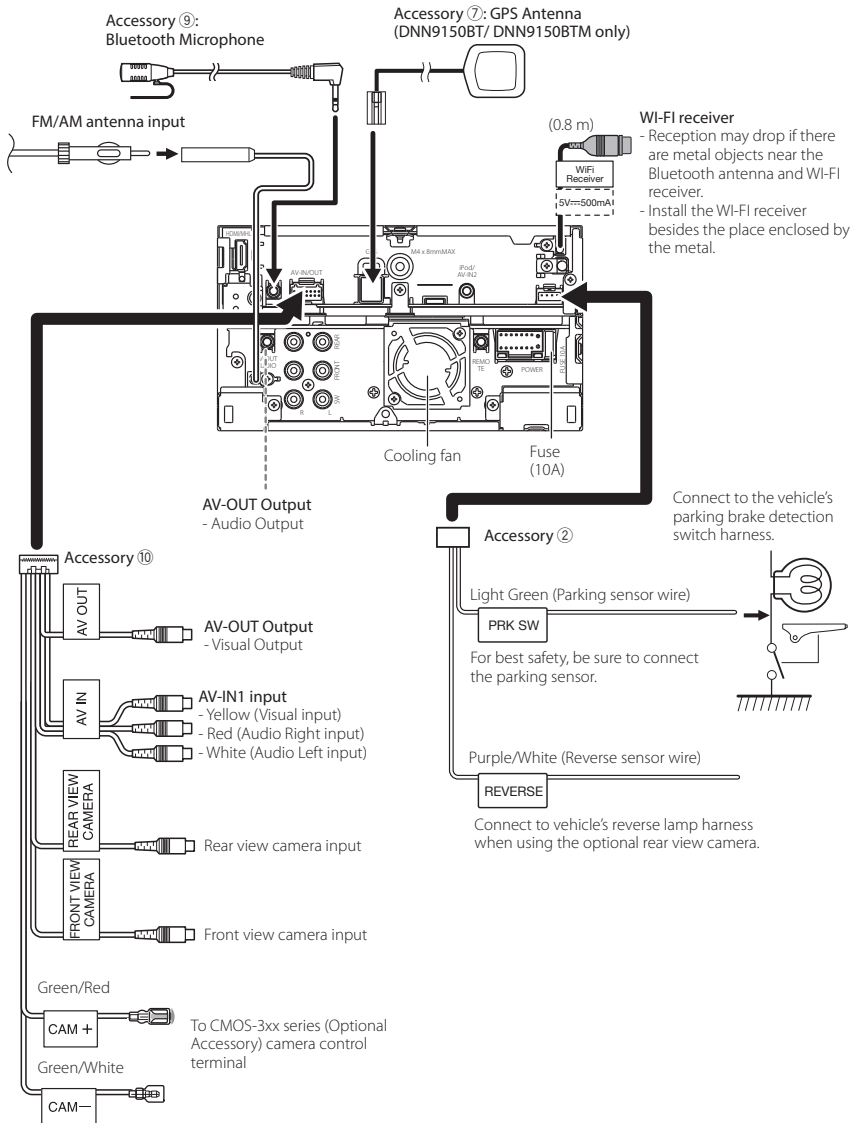 Accessory ⑨:
Bluetooth Microphone
Accessory ⑦: GPS Antenna
(DNN9150BT/ DNN9150BTM only)
FM/AM antenna input
(0.8 m)
WiFi
Receiver
5V⎓500mA
WI-FI receiver
- Reception may drop if there
are metal objects near the
Bluetooth antenna and WI-FI
receiver.
- Install the WI-FI receiver
besides the place enclosed by
the metal.
HDMI/MHL
AV-IN/OUT
M4 x 8mmMAX
iPod/
AV-IN2
REAR
FRONT
SW
R
L
REMO
TE
POWER
FUSE 10A
Cooling fan
Fuse
(10A)
AV-OUT Output
- Audio Output
Accessory ⑩
AV OUT
AV-OUT Output
- Visual Output
AV IN
AV-IN1 input
- Yellow (Visual input)
- Red (Audio Right input)
- White (Audio Left input)
REAR VIEW
CAMERA
Rear view camera input
FRONT VIEW
CAMERA
Front view camera input
Green/Red
CAM +
To CMOS-3xx series (Optional
Accessory) camera control
terminal
Green/White
CAM−
Accessory ②
Connect to the vehicle's
parking brake detection
switch harness.
Light Green (Parking sensor wire)
PRK SW
For best safety, be sure to connect
the parking sensor.
Purple/White (Reverse sensor wire)
REVERSE
Connect to vehicle's reverse lamp harness
when using the optional rear view camera.